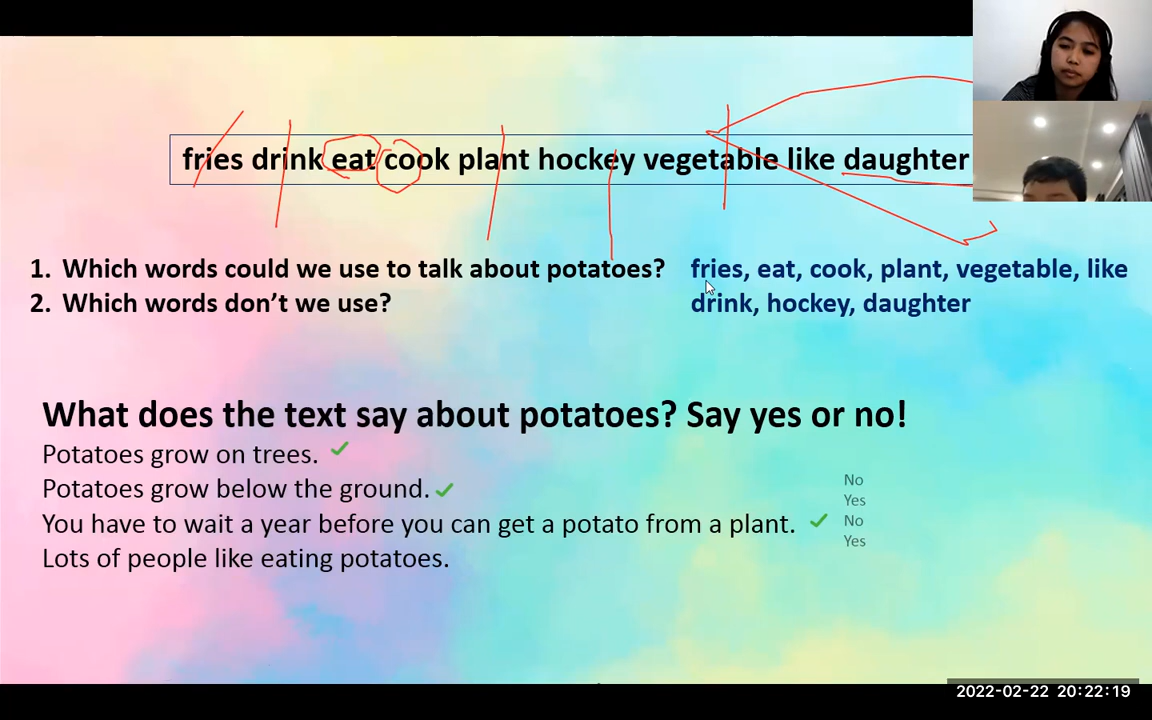 fries drink eat cook plant hockey vegetable like daughter
1. Which words could we use to talk about potatoes? fries, eat, cook, plant, vegetable, like
2. Which words don't we use? drink, hockey, daughter
What does the text say about potatoes? Say yes or no!
Potatoes grow on trees.
Potatoes grow below the ground.
You have to wait a year before you can get a potato from a plant.
Lots of people like eating potatoes.
No
Yes
No
Yes
2022-02-22 20:22:19